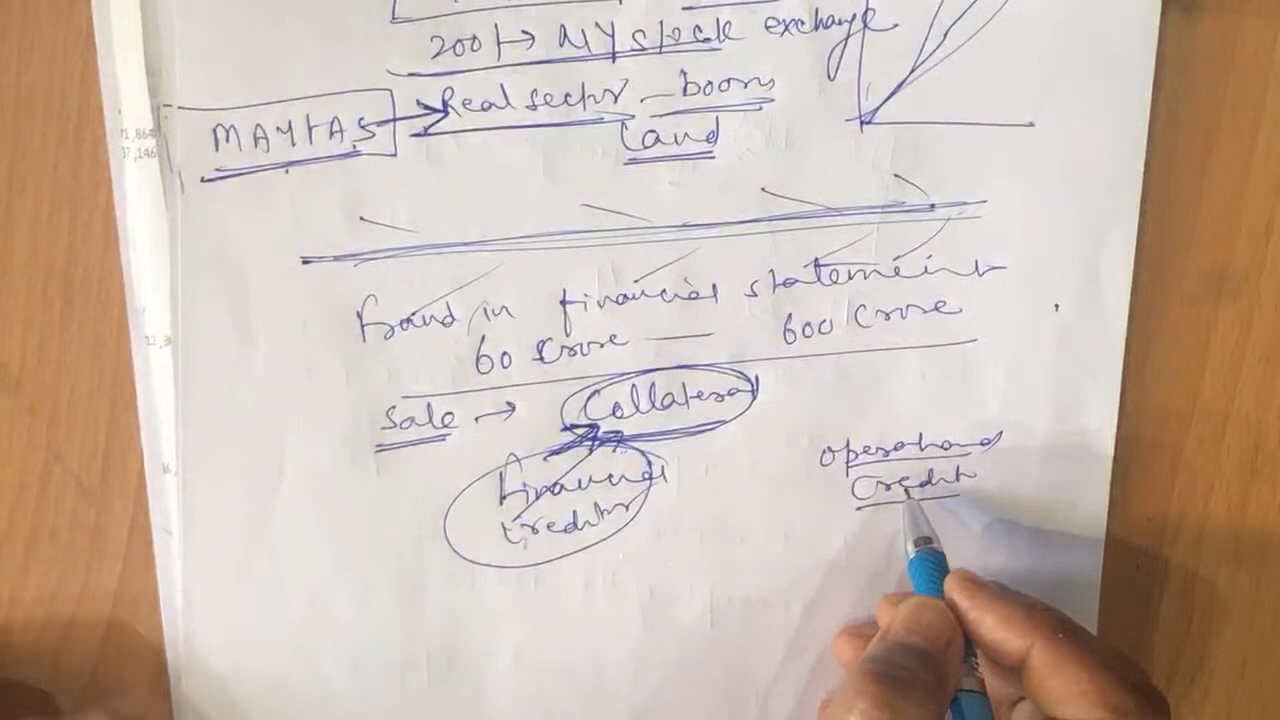 2001 → NY stock exchange
MAYTAS → Real sector - boom
Land
Fraud in financial statement
60 crore — 600 crore
Sale → Collateral
Financial
Creditor
Operational
Credit